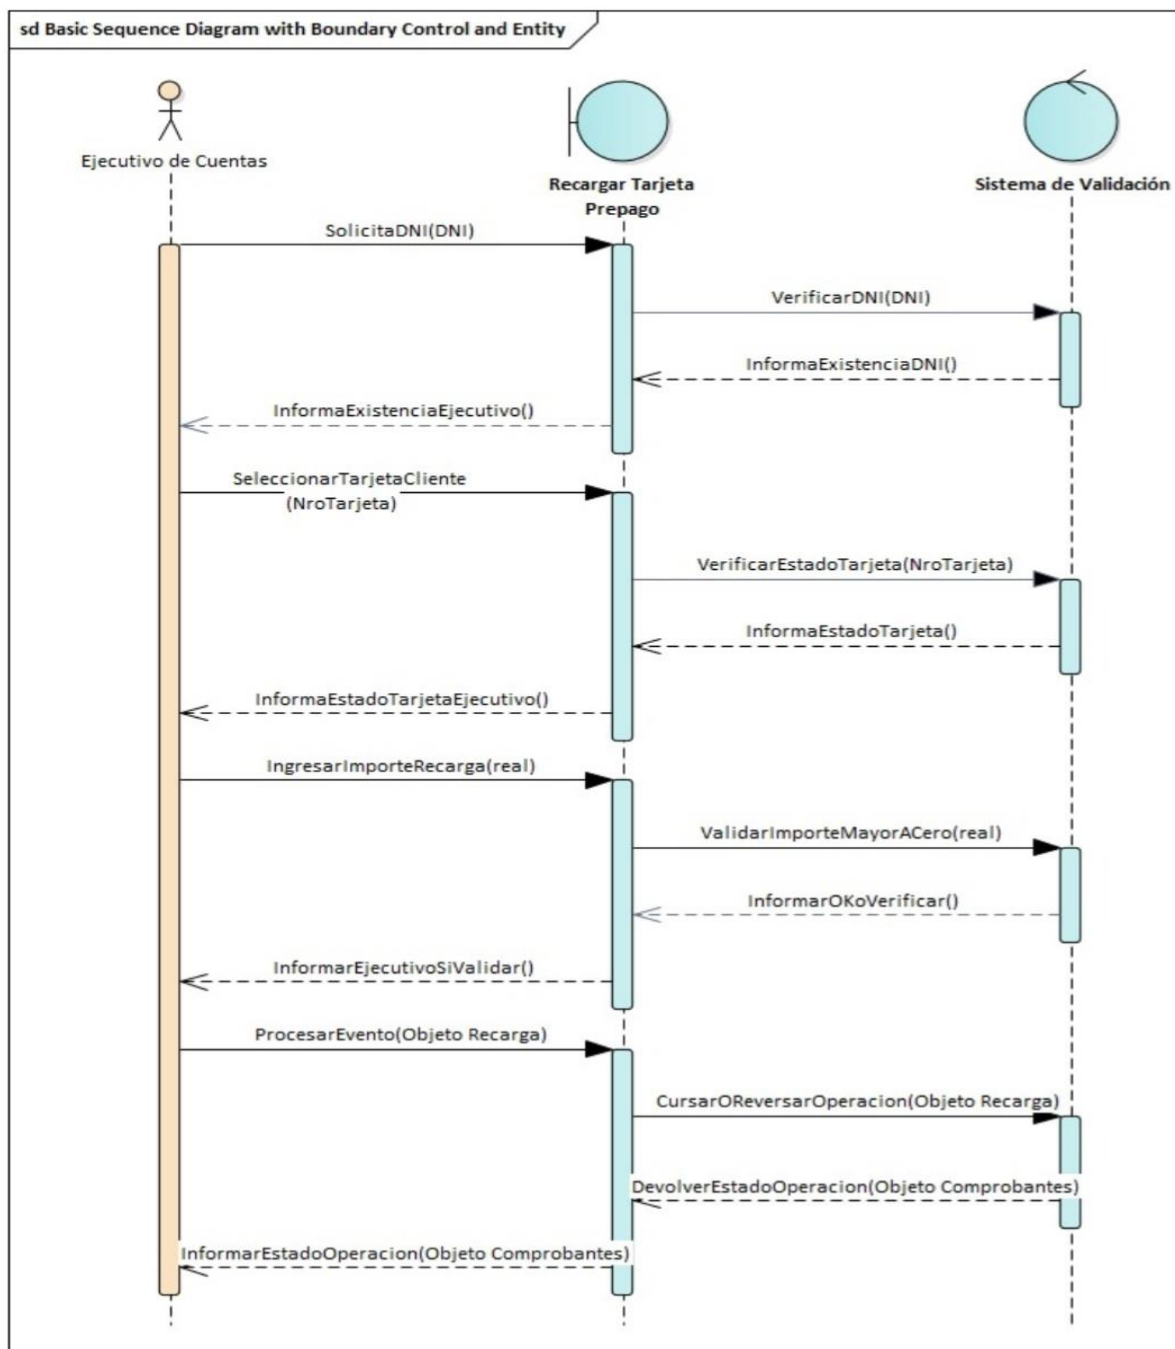 sd Basic Sequence Diagram with Boundary Control and Entity
Ejecutivo de Cuentas
Recargar Tarjeta
Prepago
Sistema de Validación
SolicitaDNI(DNI)
VerificarDNI(DNI)
InformaExistenciaDNI()
InformaExistenciaEjecutivo()
SeleccionarTarjetaCliente
(NroTarjeta)
VerificarEstadoTarjeta(NroTarjeta)
InformaEstadoTarjeta()
InformaEstadoTarjetaEjecutivo()
IngresarImporteRecarga(real)
ValidarImporteMayorACero(real)
InformarOKoVerificar()
InformarEjecutivoSiValidar()
ProcesarEvento(Objeto Recarga)
CursarOReversarOperacion(Objeto Recarga)
DevolverEstadoOperacion(Objeto Comprobantes)
InformarEstadoOperacion(Objeto Comprobantes)